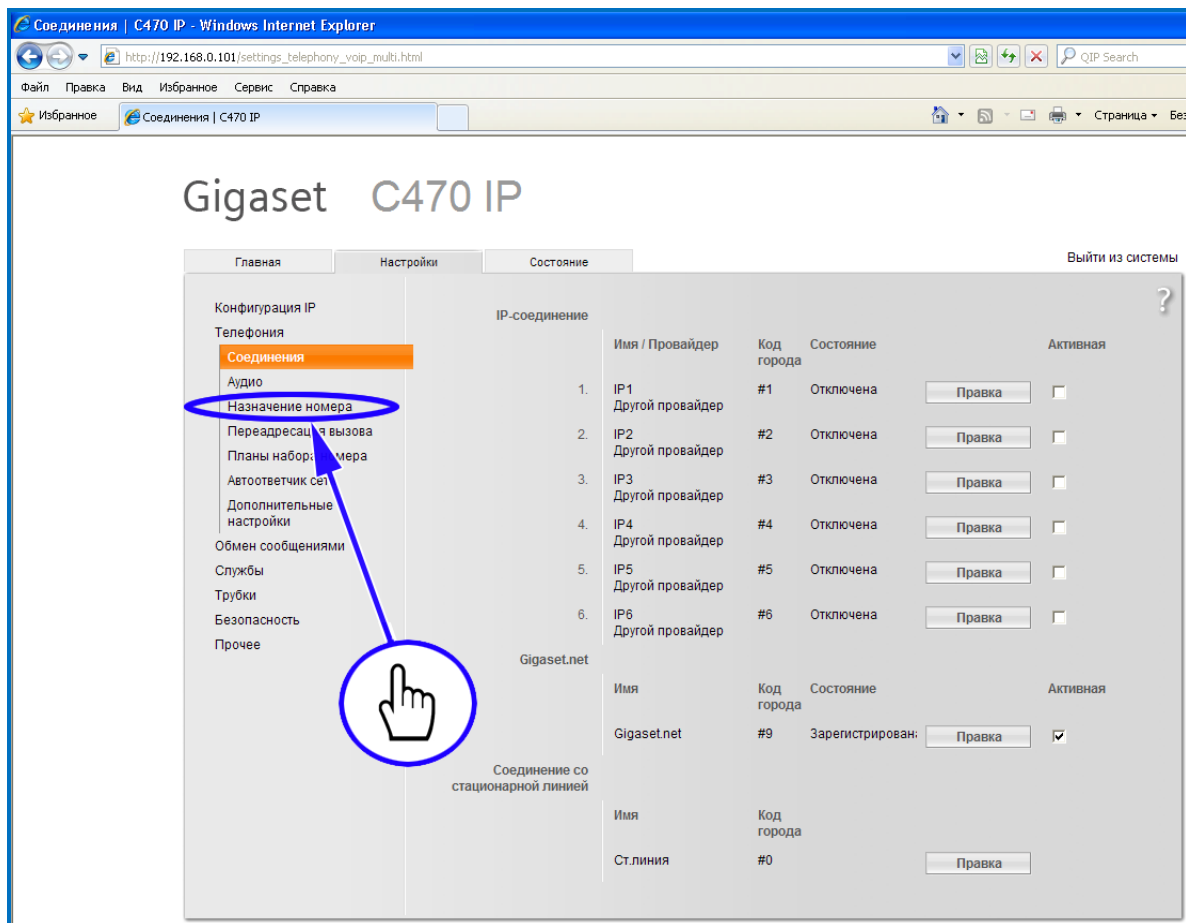 Соединения | C470 IP - Windows Internet Explorer
http://192.168.0.101/settings_telephony_voip_multi.html
QIP Search
Файл Правка Вид Избранное Сервис Справка
Избранное Соединения | C470 IP Страница Без
Gigaset C470 IP
Главная Настройки Состояние Выйти из системы
Конфигурация IP
Телефония
Соединения
Аудио
Назначение номера
Переадресация вызова
Планы набора номера
Автоответчик сет
Дополнительные
настройки
Обмен сообщениями
Службы
Трубки
Безопасность
Прочее
?
IP-соединение
Имя / Провайдер Код города Состояние Активная
1. IP1 #1 Отключена Правка
Другой провайдер
2. IP2 #2 Отключена Правка
Другой провайдер
3. IP3 #3 Отключена Правка
Другой провайдер
4. IP4 #4 Отключена Правка
Другой провайдер
5. IP5 #5 Отключена Правка
Другой провайдер
6. IP6 #6 Отключена Правка
Другой провайдер
Gigaset.net
Имя Код города Состояние Активная
Gigaset.net #9 Зарегистрирован Правка
Соединение со
стационарной линией
Имя Код города
Ст.линия #0 Правка